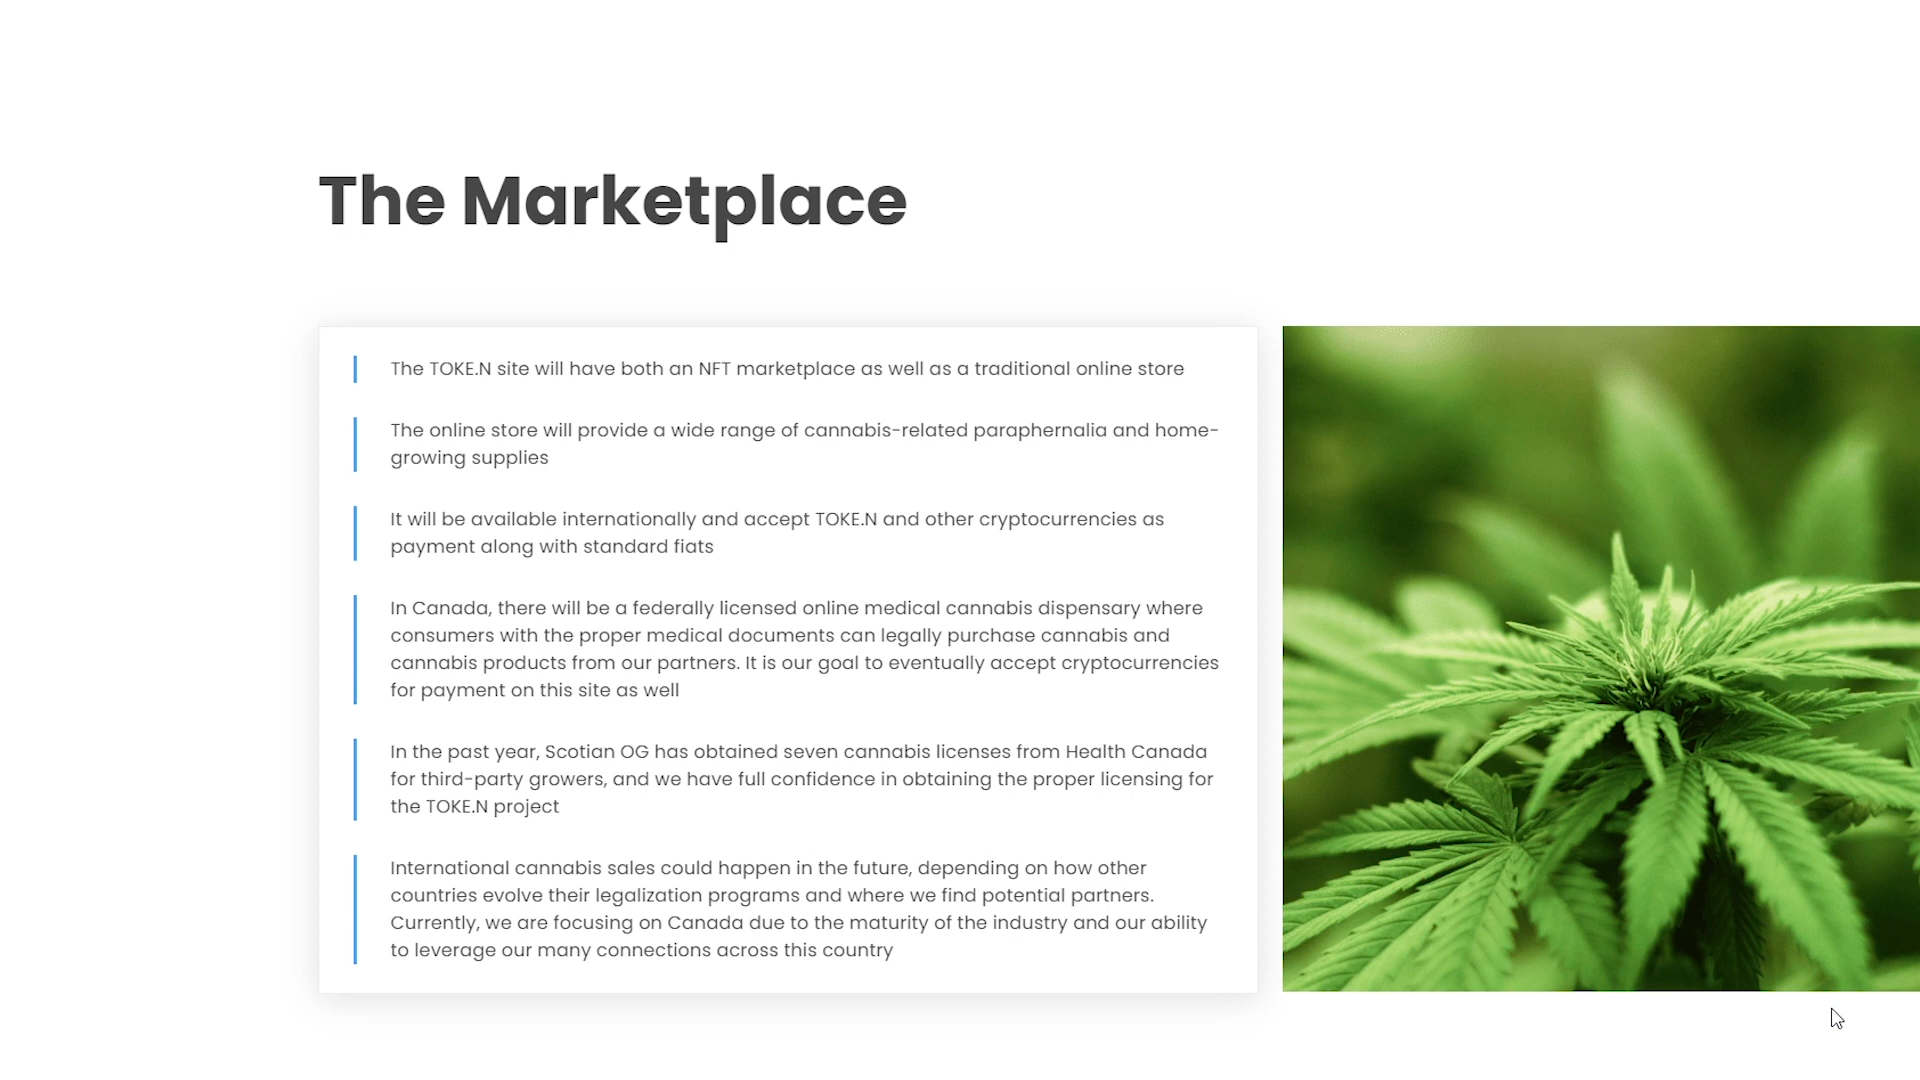 The Marketplace
The TOKE.N site will have both an NFT marketplace as well as a traditional online store
The online store will provide a wide range of cannabis-related paraphernalia and home-
growing supplies
It will be available internationally and accept TOKE.N and other cryptocurrencies as
payment along with standard fiats
In Canada, there will be a federally licensed online medical cannabis dispensary where
consumers with the proper medical documents can legally purchase cannabis and
cannabis products from our partners. It is our goal to eventually accept cryptocurrencies
for payment on this site as well
In the past year, Scotian OG has obtained seven cannabis licenses from Health Canada
for third-party growers, and we have full confidence in obtaining the proper licensing for
the TOKE.N project
International cannabis sales could happen in the future, depending on how other
countries evolve their legalization programs and where we find potential partners.
Currently, we are focusing on Canada due to the maturity of the industry and our ability
to leverage our many connections across this country